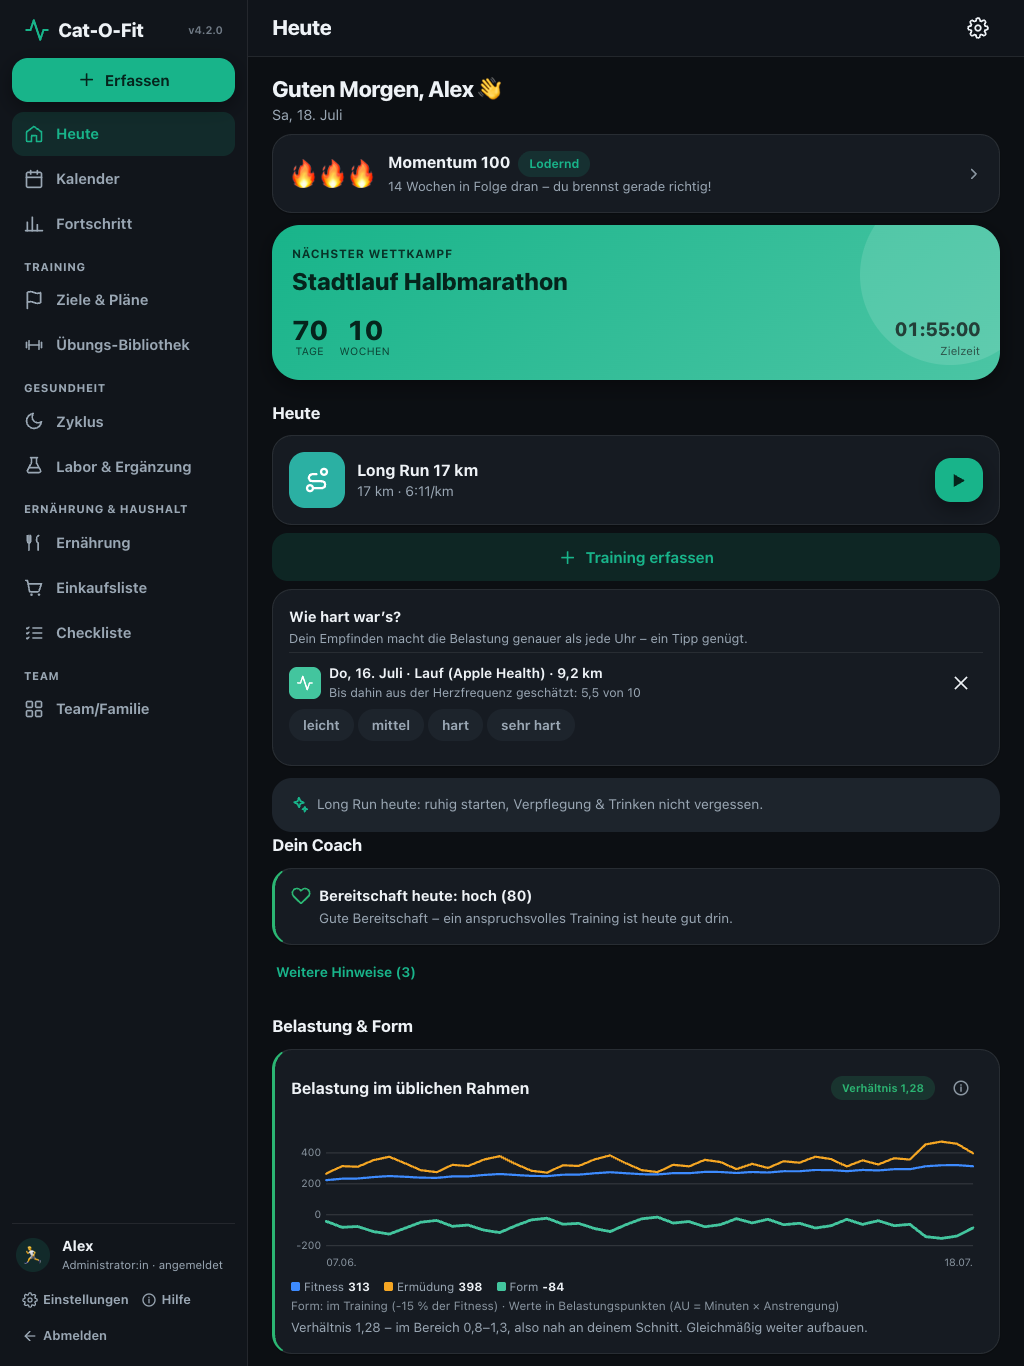 Cat-O-Fit
v4.2.0
Erfassen
Heute
Kalender
Fortschritt
TRAINING
Ziele & Pläne
Übungs-Bibliothek
GESUNDHEIT
Zyklus
Labor & Ergänzung
ERNÄHRUNG & HAUSHALT
Ernährung
Einkaufsliste
Checkliste
TEAM
Team/Familie
Alex
Administrator:in · angemeldet
Einstellungen
Hilfe
Abmelden
Heute
Guten Morgen, Alex 👋
Sa, 18. Juli
🔥🔥🔥 Momentum 100 Lodernd
14 Wochen in Folge dran – du brennst gerade richtig!
NÄCHSTER WETTKAMPF
Stadtlauf Halbmarathon
70 10
TAGE WOCHEN
01:55:00
Zielzeit
Heute
Long Run 17 km
17 km · 6:11/km
Training erfassen
Wie hart war’s?
Dein Empfinden macht die Belastung genauer als jede Uhr – ein Tipp genügt.
Do, 16. Juli · Lauf (Apple Health) · 9,2 km
Bis dahin aus der Herzfrequenz geschätzt: 5,5 von 10
leicht mittel hart sehr hart
Long Run heute: ruhig starten, Verpflegung & Trinken nicht vergessen.
Dein Coach
Bereitschaft heute: hoch (80)
Gute Bereitschaft – ein anspruchsvolles Training ist heute gut drin.
Weitere Hinweise (3)
Belastung & Form
Belastung im üblichen Rahmen
Verhältnis 1,28
400
200
0
-200
07.06. 18.07.
Fitness 313 Ermüdung 398 Form -84
Form: im Training (-15 % der Fitness) · Werte in Belastungspunkten (AU = Minuten × Anstrengung)
Verhältnis 1,28 – im Bereich 0,8–1,3, also nah an deinem Schnitt. Gleichmäßig weiter aufbauen.